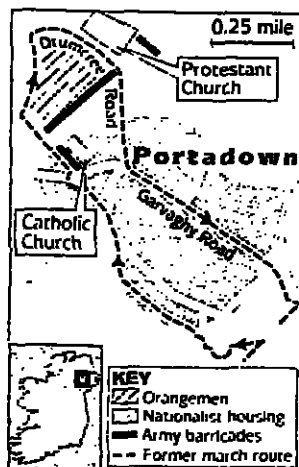 0.25 mile
Drumcree
Road
Protestant
Church
Portadown
Garvaghy Road
Catholic
Church
KEY
Orangemen
Nationalist housing
Army barricades
Former march route